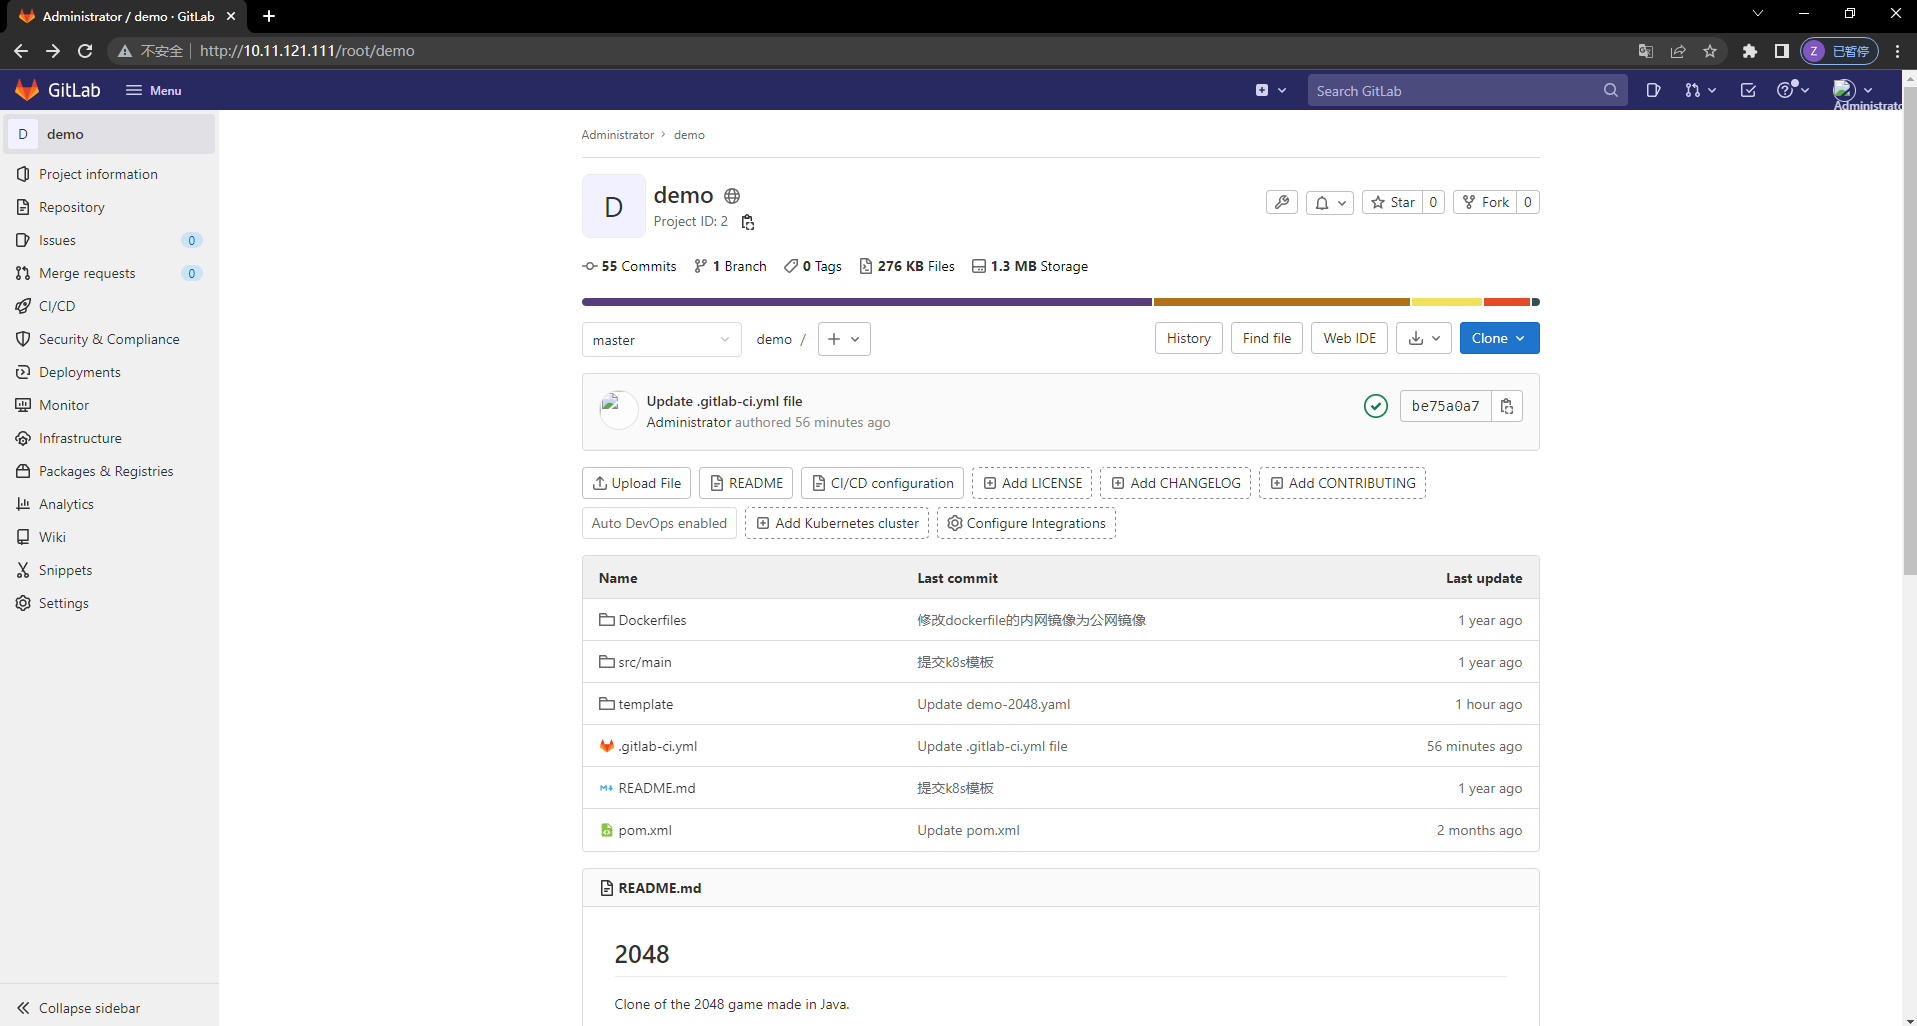 Administrator / demo · GitLab
不安全 http://10.11.121.111/root/demo
Z 已暂停
GitLab Menu
Search GitLab
Administrator
D demo
Project information
Repository
Issues 0
Merge requests 0
CI/CD
Security & Compliance
Deployments
Monitor
Infrastructure
Packages & Registries
Analytics
Wiki
Snippets
Settings
Collapse sidebar
Administrator > demo
D
demo
Project ID: 2
Star 0
Fork 0
55 Commits 1 Branch 0 Tags 276 KB Files 1.3 MB Storage
master
demo /
History
Find file
Web IDE
Clone
Update .gitlab-ci.yml file
Administrator authored 56 minutes ago
be75a0a7
Upload File
README
CI/CD configuration
Add LICENSE
Add CHANGELOG
Add CONTRIBUTING
Auto DevOps enabled
Add Kubernetes cluster
Configure Integrations
Name Last commit Last update
Dockerfiles 修改dockerfile的内网镜像为公网镜像 1 year ago
src/main 提交k8s模板 1 year ago
template Update demo-2048.yaml 1 hour ago
.gitlab-ci.yml Update .gitlab-ci.yml file 56 minutes ago
README.md 提交k8s模板 1 year ago
pom.xml Update pom.xml 2 months ago
README.md
2048
Clone of the 2048 game made in Java.